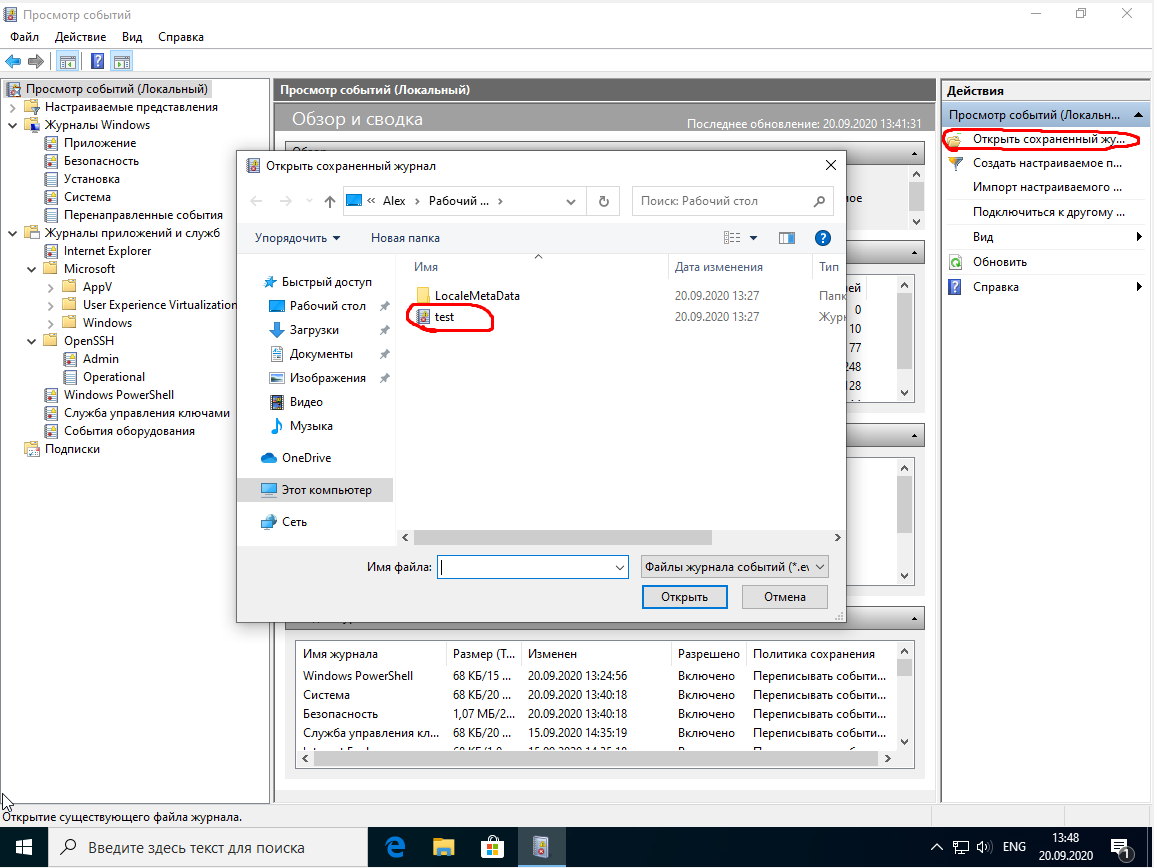 Просмотр событий
Файл Действие Вид Справка
Просмотр событий (Локальный)
Настраиваемые представления
Журналы Windows
Приложение
Безопасность
Установка
Система
Перенаправленные события
Журналы приложений и служб
Internet Explorer
Microsoft
AppV
User Experience Virtualization
Windows
OpenSSH
Admin
Operational
Windows PowerShell
Служба управления ключами
События оборудования
Подписки
Просмотр событий (Локальный)
Обзор и сводка
Последнее обновление: 20.09.2020 13:41:31
Открыть сохраненный журнал
« Alex › Рабочий ... ›
Поиск: Рабочий стол
Упорядочить
Новая папка
Быстрый доступ
Рабочий стол
Загрузки
Документы
Изображения
Видео
Музыка
OneDrive
Этот компьютер
Сеть
Имя Дата изменения Тип
LocaleMetaData 20.09.2020 13:27 Папк
test 20.09.2020 13:27 Журн
Имя файла:
Файлы журнала событий (*.ev
Открыть
Отмена
ное
ей
0
10
77
248
128
Имя журнала Размер (Т... Изменен Разрешено Политика сохранения
Windows PowerShell 68 КБ/15 ... 20.09.2020 13:24:56 Включено Переписывать событи...
Система 68 КБ/20 ... 20.09.2020 13:40:18 Включено Переписывать событи...
Безопасность 1,07 МБ/2... 20.09.2020 13:40:18 Включено Переписывать событи...
Служба управления кл... 68 КБ/20 ... 15.09.2020 14:35:19 Включено Переписывать событи...
Действия
Просмотр событий (Локальн...
Открыть сохраненный жу...
Создать настраиваемое п...
Импорт настраиваемого ...
Подключиться к другому ...
Вид
Обновить
Справка
Открытие существующего файла журнала.
Введите здесь текст для поиска
ENG
13:48
20.09.2020
1